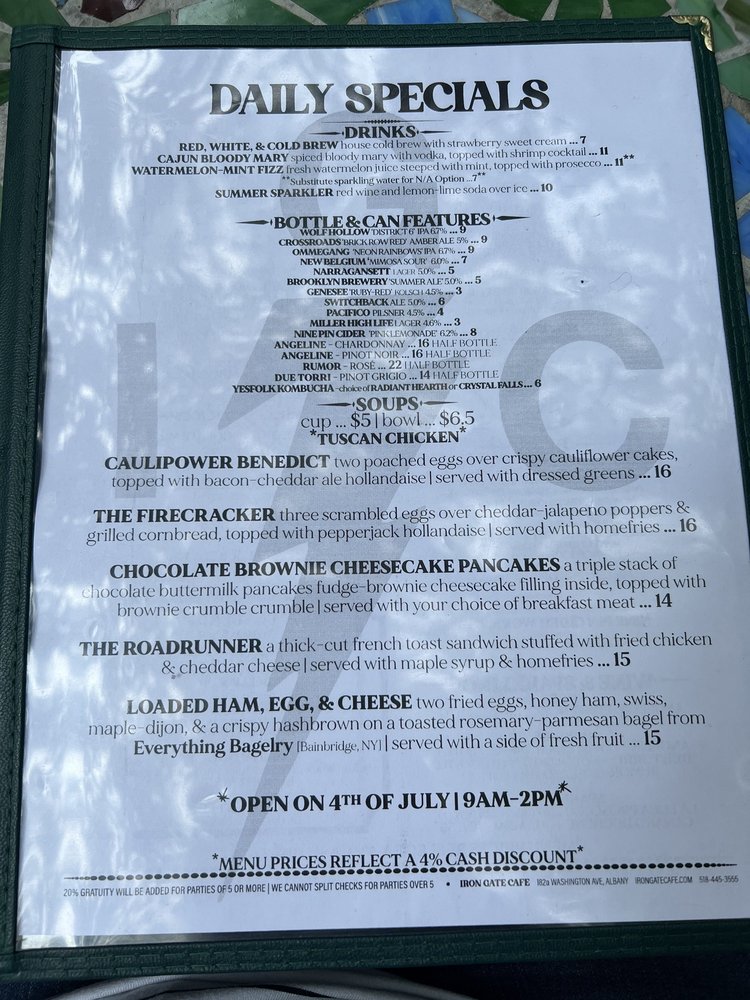 DAILY SPECIALS
DRINKS
RED, WHITE, & COLD BREW house cold brew with strawberry sweet cream ... 7
CAJUN BLOODY MARY spiced bloody mary with vodka, topped with shrimp cocktail ... 11
WATERMELON-MINT FIZZ fresh watermelon juice steeped with mint, topped with prosecco ... 11**
**Substitute sparkling water for N/A Option ...7**
SUMMER SPARKLER red wine and lemon-lime soda over ice ... 10
BOTTLE & CAN FEATURES
WOLF HOLLOW 'DISTRICT 6' IPA 6.7% ... 9
CROSSROADS 'BRICK ROW RED' AMBER ALE 5% ... 9
OMMEGANG 'NEON RAINBOWS' IPA 6.7% ... 9
NEW BELGIUM 'MIMOSA SOUR' 6.0% ... 7
NARRAGANSETT LAGER 5.0% ... 5
BROOKLYN BREWERY 'SUMMER ALE' 5.0% ... 5
GENESEE 'RUBY-RED' KOLSCH 4.5% ... 3
SWITCHBACK ALE 5.0% ... 6
PACIFICO PILSNER 4.5% ... 4
MILLER HIGH LIFE LAGER 4.6% ... 3
NINE PIN CIDER 'PINK LEMONADE' 6.2% ... 8
ANGELINE - CHARDONNAY ... 16 HALF BOTTLE
ANGELINE - PINOT NOIR ... 16 HALF BOTTLE
RUMOR - ROSÉ ... 22 HALF BOTTLE
DUE TORRI - PINOT GRIGIO ... 14 HALF BOTTLE
YESFOLK KOMBUCHA -choice of RADIANT HEARTH or CRYSTAL FALLS ... 6
SOUPS
cup ... $5 | bowl ... $6.5
*TUSCAN CHICKEN*
CAULIPOWER BENEDICT two poached eggs over crispy cauliflower cakes,
topped with bacon-cheddar ale hollandaise | served with dressed greens ... 16
THE FIRECRACKER three scrambled eggs over cheddar-jalapeno poppers &
grilled cornbread, topped with pepperjack hollandaise | served with homefries ... 16
CHOCOLATE BROWNIE CHEESECAKE PANCAKES a triple stack of
chocolate buttermilk pancakes fudge-brownie cheesecake filling inside, topped with
brownie crumble crumble | served with your choice of breakfast meat ... 14
THE ROADRUNNER a thick-cut french toast sandwich stuffed with fried chicken
& cheddar cheese | served with maple syrup & homefries ... 15
LOADED HAM, EGG, & CHEESE two fried eggs, honey ham, swiss,
maple-dijon, & a crispy hashbrown on a toasted rosemary-parmesan bagel from
Everything Bagelry [Bainbridge, NY] | served with a side of fresh fruit ... 15
*OPEN ON 4TH OF JULY | 9AM-2PM*
*MENU PRICES REFLECT A 4% CASH DISCOUNT*
20% GRATUITY WILL BE ADDED FOR PARTIES OF 5 OR MORE | WE CANNOT SPLIT CHECKS FOR PARTIES OVER 5 • IRON GATE CAFE 182a WASHINGTON AVE, ALBANY IRONGATECAFE.COM 518-445-3555